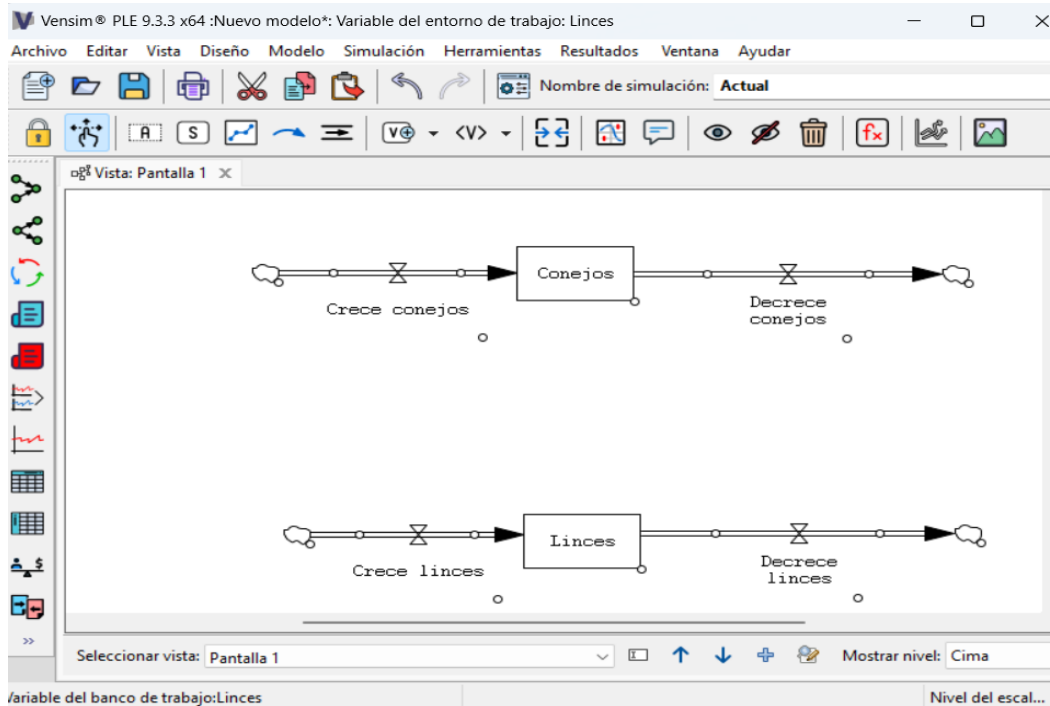 Vensim® PLE 9.3.3 x64 :Nuevo modelo*: Variable del entorno de trabajo: Linces
Archivo Editar Vista Diseño Modelo Simulación Herramientas Resultados Ventana Ayudar
Nombre de simulación: Actual
A S V <V> fx
Vista: Pantalla 1
Conejos
Crece conejos
Decrece
conejos
Linces
Crece linces
Decrece
linces
$
Seleccionar vista: Pantalla 1 Mostrar nivel: Cima
Variable del banco de trabajo:Linces Nivel del escal...